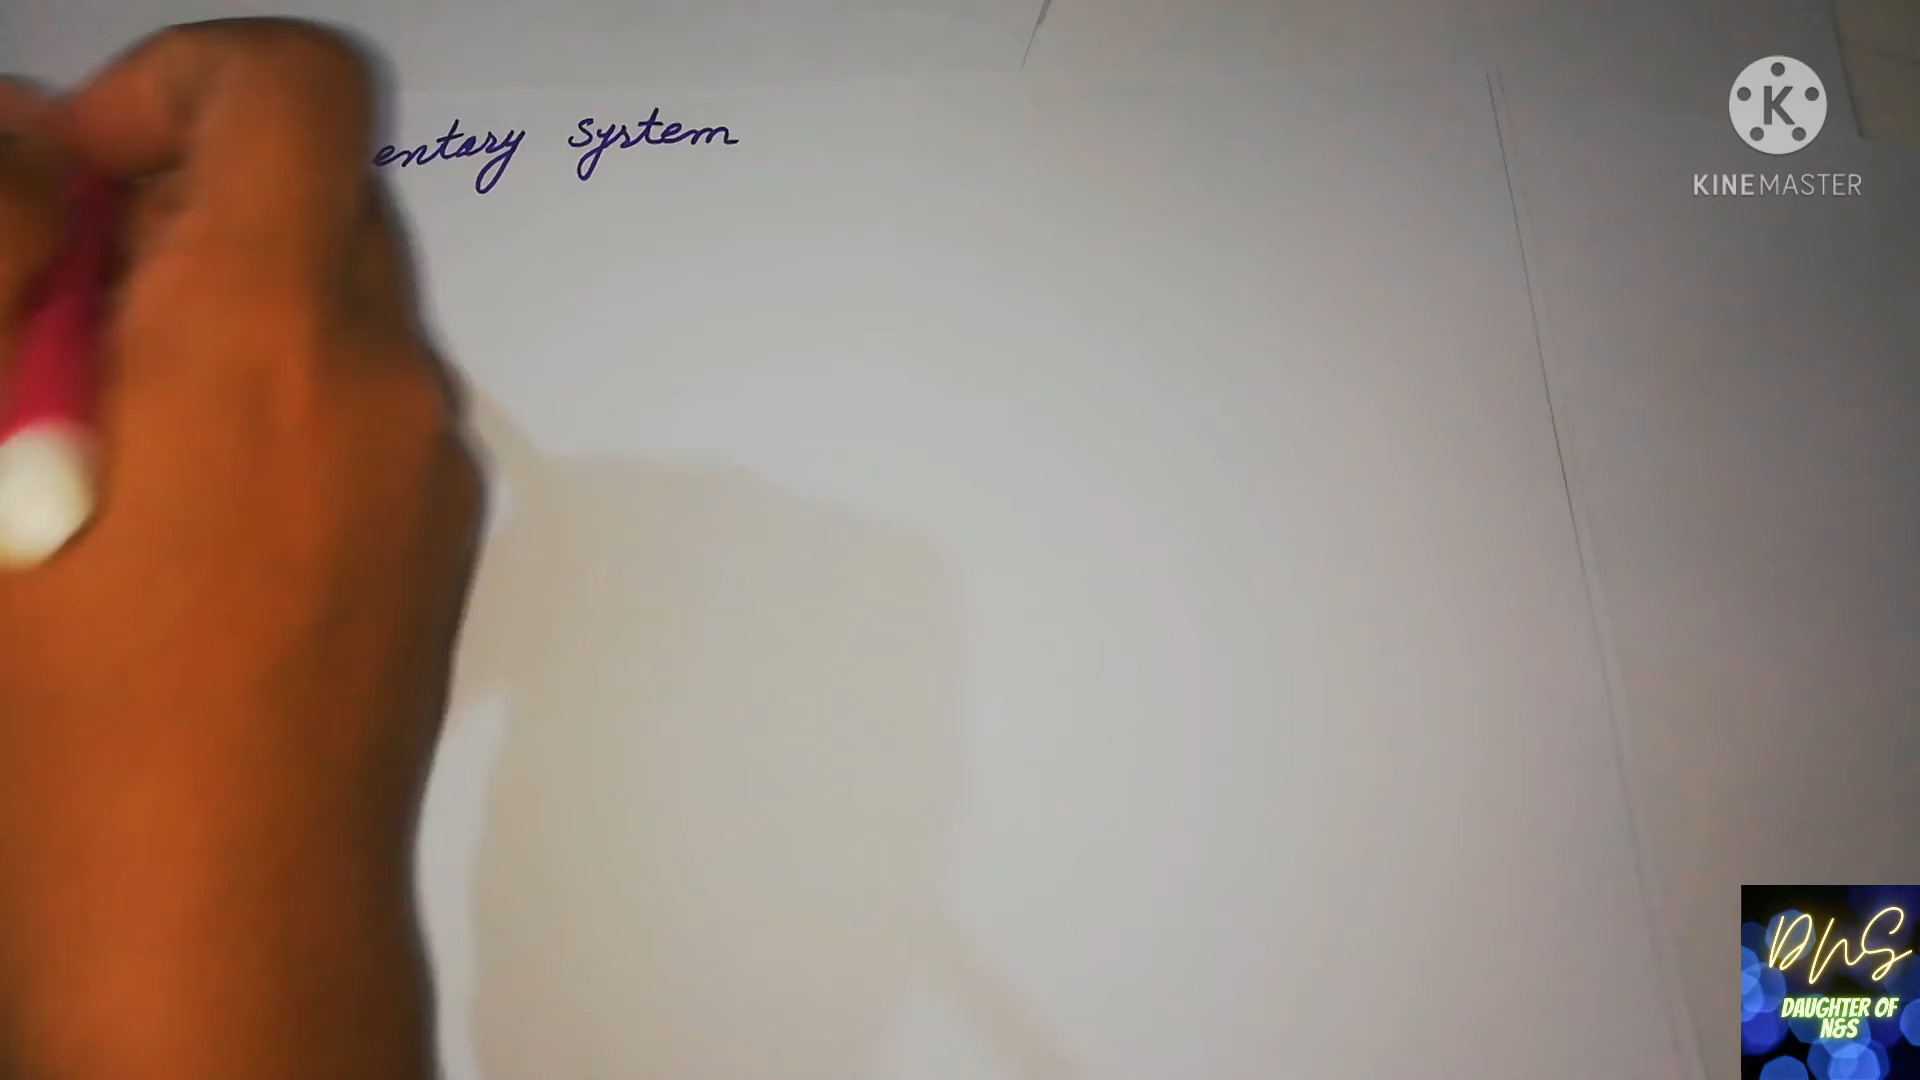 entary system
K
KINEMASTER
DNS
DAUGHTER OF
N&S